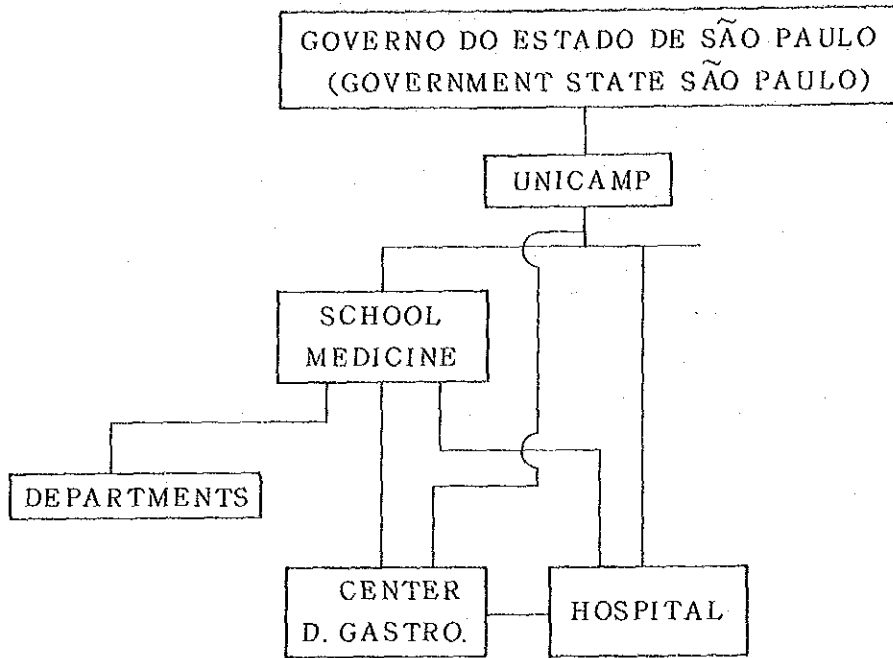 GOVERNO DO ESTADO DE SÃO PAULO
(GOVERNMENT STATE SÃO PAULO)
UNICAMP
SCHOOL
MEDICINE
DEPARTMENTS
CENTER
D. GASTRO.
HOSPITAL